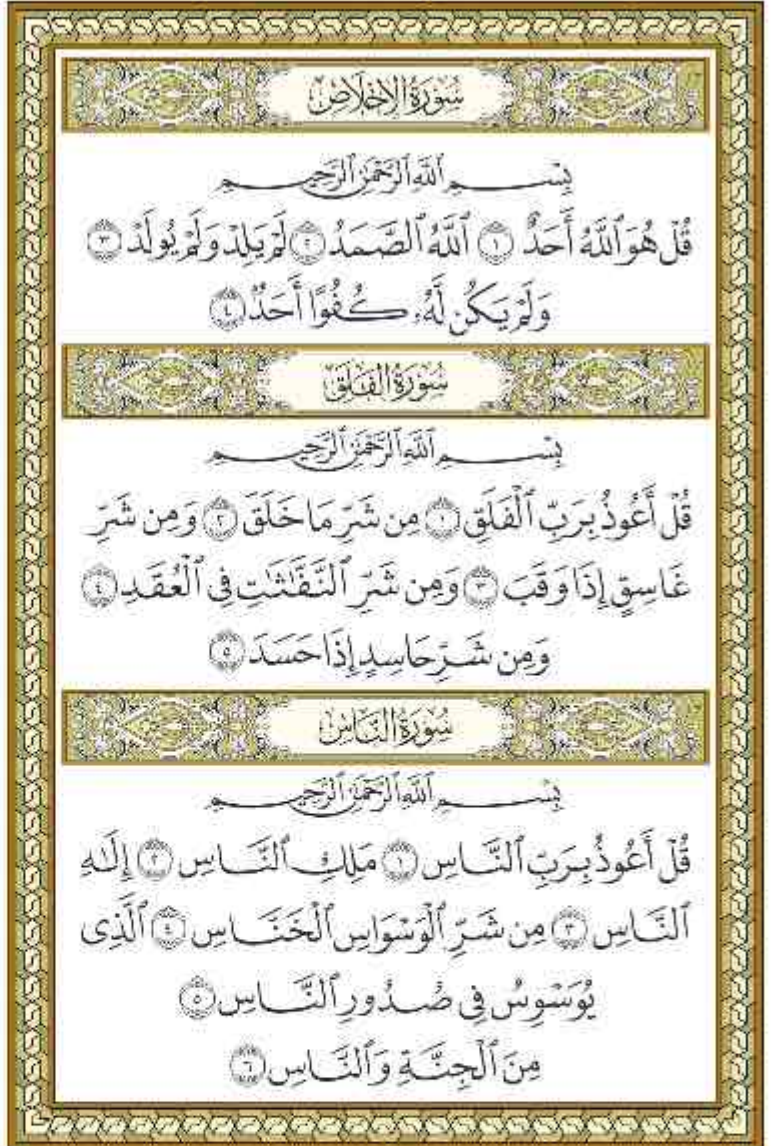 سُورَةُ الإِخْلَاصِ
بِسْمِ ٱللَّهِ ٱلرَّحْمَٰنِ ٱلرَّحِيمِ
قُلْ هُوَ ٱللَّهُ أَحَدٌ ١ ٱللَّهُ ٱلصَّمَدُ ٢ لَمْ يَلِدْ وَلَمْ يُولَدْ ٣
وَلَمْ يَكُن لَّهُۥ كُفُوًا أَحَدٌۢ ٤
سُورَةُ الفَلَقِ
بِسْمِ ٱللَّهِ ٱلرَّحْمَٰنِ ٱلرَّحِيمِ
قُلْ أَعُوذُ بِرَبِّ ٱلْفَلَقِ ١ مِن شَرِّ مَا خَلَقَ ٢ وَمِن شَرِّ
غَاسِقٍ إِذَا وَقَبَ ٣ وَمِن شَرِّ ٱلنَّفَّٰثَٰتِ فِى ٱلْعُقَدِ ٤
وَمِن شَرِّ حَاسِدٍ إِذَا حَسَدَ ٥
سُورَةُ النَّاسِ
بِسْمِ ٱللَّهِ ٱلرَّحْمَٰنِ ٱلرَّحِيمِ
قُلْ أَعُوذُ بِرَبِّ ٱلنَّاسِ ١ مَلِكِ ٱلنَّاسِ ٢ إِلَٰهِ
ٱلنَّاسِ ٣ مِن شَرِّ ٱلْوَسْوَاسِ ٱلْخَنَّاسِ ٤ ٱلَّذِى
يُوَسْوِسُ فِى صُدُورِ ٱلنَّاسِ ٥
مِنَ ٱلْجِنَّةِ وَٱلنَّاسِ ٦